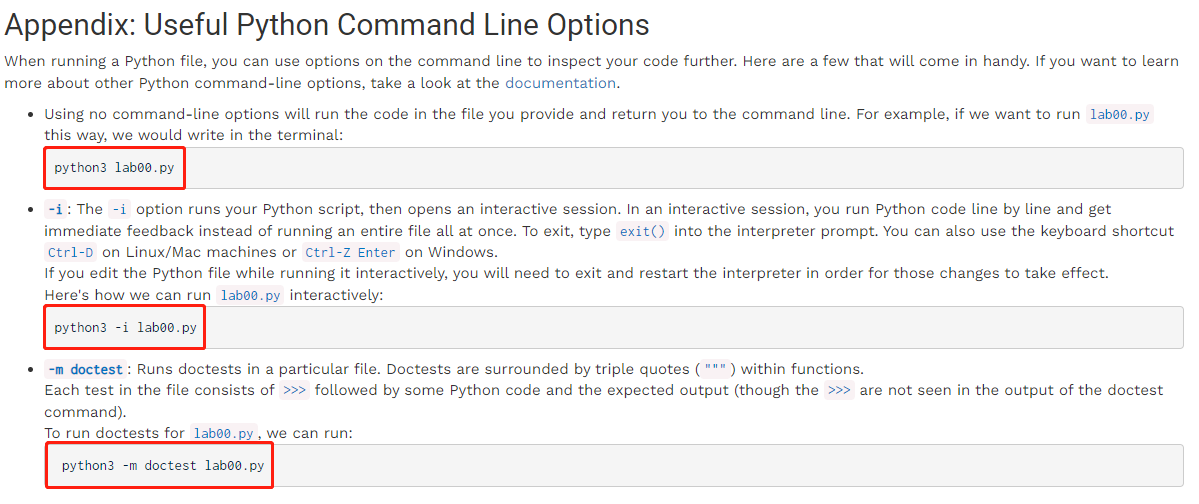 Appendix: Useful Python Command Line Options
When running a Python file, you can use options on the command line to inspect your code further. Here are a few that will come in handy. If you want to learn
more about other Python command-line options, take a look at the documentation.
• Using no command-line options will run the code in the file you provide and return you to the command line. For example, if we want to run lab00.py
this way, we would write in the terminal:
python3 lab00.py
• -i: The -i option runs your Python script, then opens an interactive session. In an interactive session, you run Python code line by line and get
immediate feedback instead of running an entire file all at once. To exit, type exit() into the interpreter prompt. You can also use the keyboard shortcut
Ctrl-D on Linux/Mac machines or Ctrl-Z Enter on Windows.
If you edit the Python file while running it interactively, you will need to exit and restart the interpreter in order for those changes to take effect.
Here's how we can run lab00.py interactively:
python3 -i lab00.py
• -m doctest: Runs doctests in a particular file. Doctests are surrounded by triple quotes (""") within functions.
Each test in the file consists of >>> followed by some Python code and the expected output (though the >>> are not seen in the output of the doctest
command).
To run doctests for lab00.py, we can run:
python3 -m doctest lab00.py